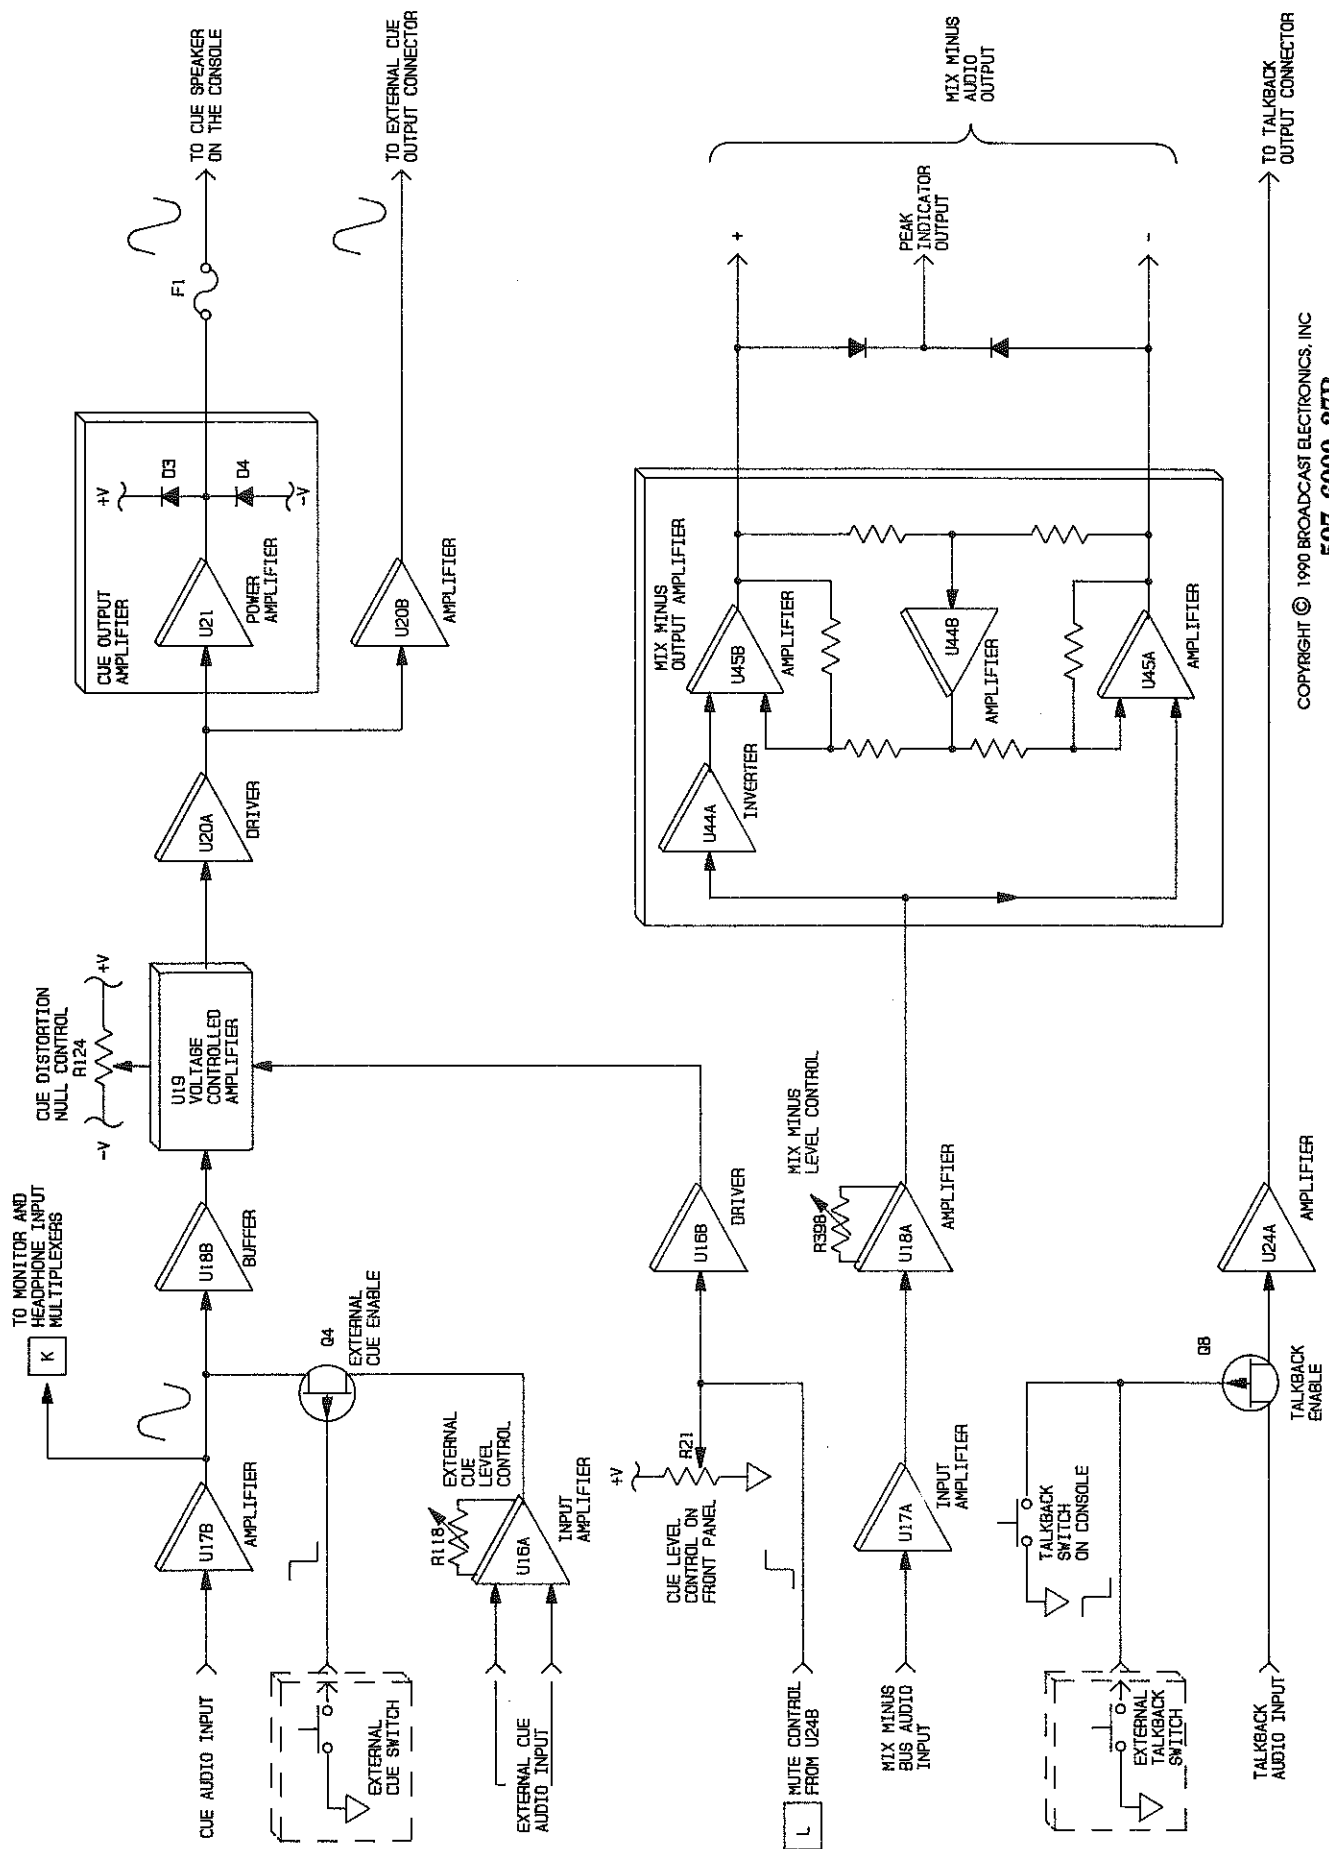 CUE AUDIO INPUT
U17B
AMPLIFIER
TO MONITOR AND
HEADPHONE INPUT
MULTIPLEXERS
K
U18B
BUFFER
CUE DISTORTION
NULL CONTROL
R124
-V
+V
U19
VOLTAGE
CONTROLLED
AMPLIFIER
U20A
DRIVER
CUE OUTPUT
AMPLIFIER
U21
POWER
AMPLIFIER
+V
D3
D4
-V
F1
TO CUE SPEAKER
ON THE CONSOLE
U20B
AMPLIFIER
TO EXTERNAL CUE
OUTPUT CONNECTOR
EXTERNAL
CUE SWITCH
Q4
EXTERNAL
CUE ENABLE
EXTERNAL CUE
AUDIO INPUT
R118
EXTERNAL
CUE
LEVEL
CONTROL
U16A
INPUT
AMPLIFIER
+V
R21
CUE LEVEL
CONTROL ON
FRONT PANEL
U16B
DRIVER
L
MUTE CONTROL
FROM U24B
MIX MINUS
BUS AUDIO
INPUT
U17A
INPUT
AMPLIFIER
MIX MINUS
LEVEL CONTROL
R398
U18A
AMPLIFIER
MIX MINUS
OUTPUT AMPLIFIER
U44A
INVERTER
U45B
AMPLIFIER
U44B
AMPLIFIER
U45A
AMPLIFIER
+
PEAK
INDICATOR
OUTPUT
-
MIX MINUS
AUDIO
OUTPUT
EXTERNAL
TALKBACK
SWITCH
TALKBACK
SWITCH
ON CONSOLE
TALKBACK
AUDIO INPUT
Q8
TALKBACK
ENABLE
U24A
AMPLIFIER
TO TALKBACK
OUTPUT CONNECTOR
COPYRIGHT © 1990 BROADCAST ELECTRONICS, INC